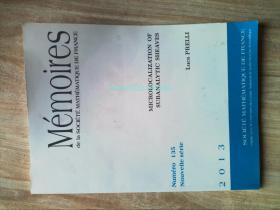 Mémoires
de la SOCIÉTÉ MATHÉMATIQUE DE FRANCE
MICROLOCALIZATION OF
SUBANALYTIC SHEAVES
Luca PRELLI
Numéro 135
Nouvelle série
2013
SOCIÉTÉ MATHÉMATIQUE DE FRANCE